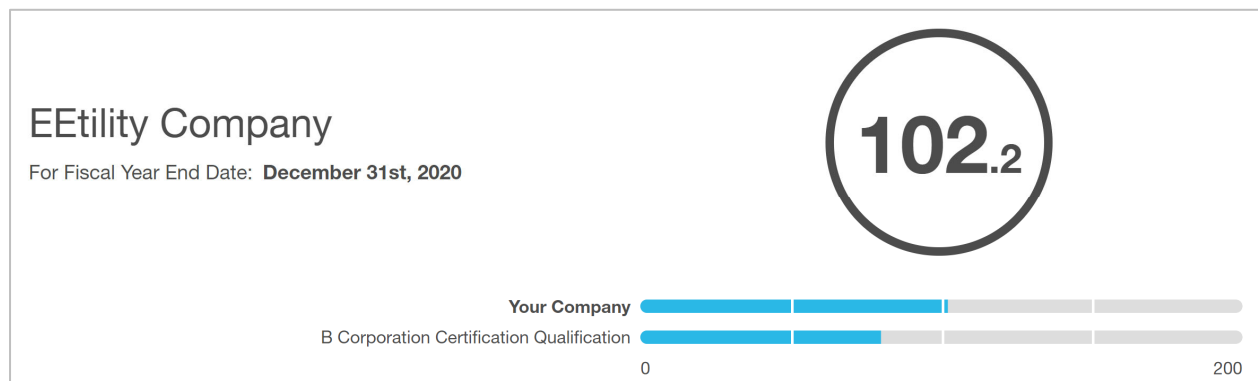 EEtility Company
For Fiscal Year End Date: December 31st, 2020
102.2
Your Company
B Corporation Certification Qualification
0 200